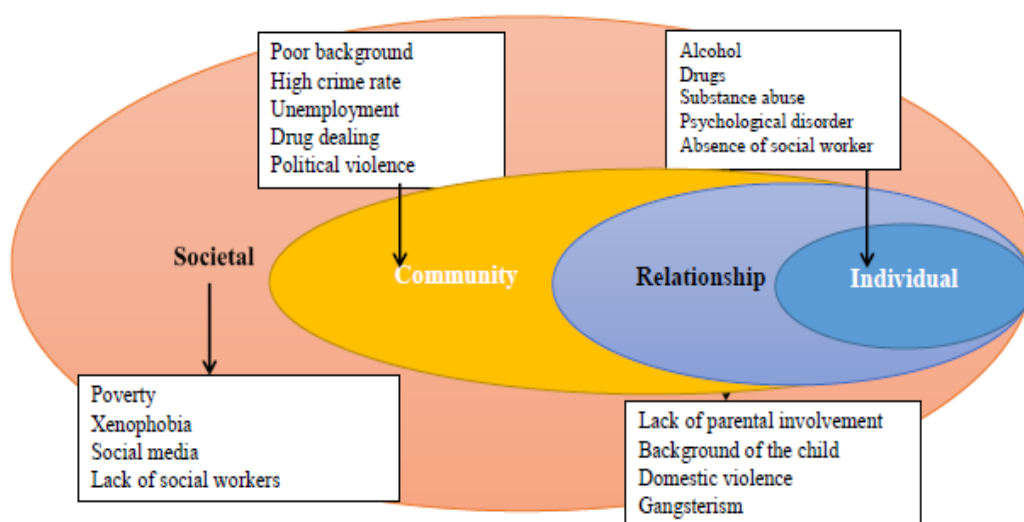 Poor background
High crime rate
Unemployment
Drug dealing
Political violence
Alcohol
Drugs
Substance abuse
Psychological disorder
Absence of social worker
Societal
Community
Relationship
Individual
Poverty
Xenophobia
Social media
Lack of social workers
Lack of parental involvement
Background of the child
Domestic violence
Gangsterism